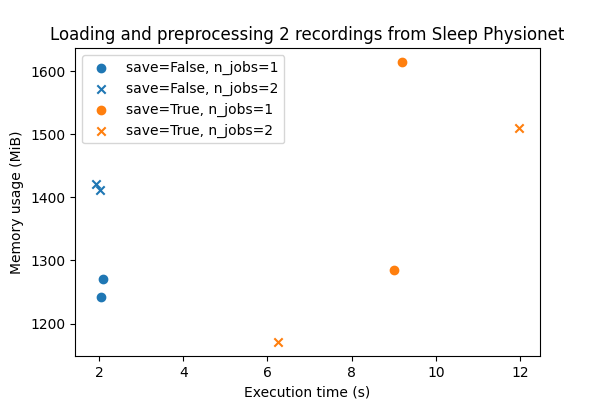 Loading and preprocessing 2 recordings from Sleep Physionet
save=False, n_jobs=1
save=False, n_jobs=2
save=True, n_jobs=1
save=True, n_jobs=2
Memory usage (MiB)
1600
1500
1400
1300
1200
2 4 6 8 10 12
Execution time (s)